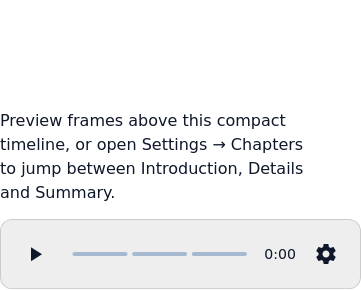 Preview frames above this compact
timeline, or open Settings → Chapters
to jump between Introduction, Details
and Summary.
0:00